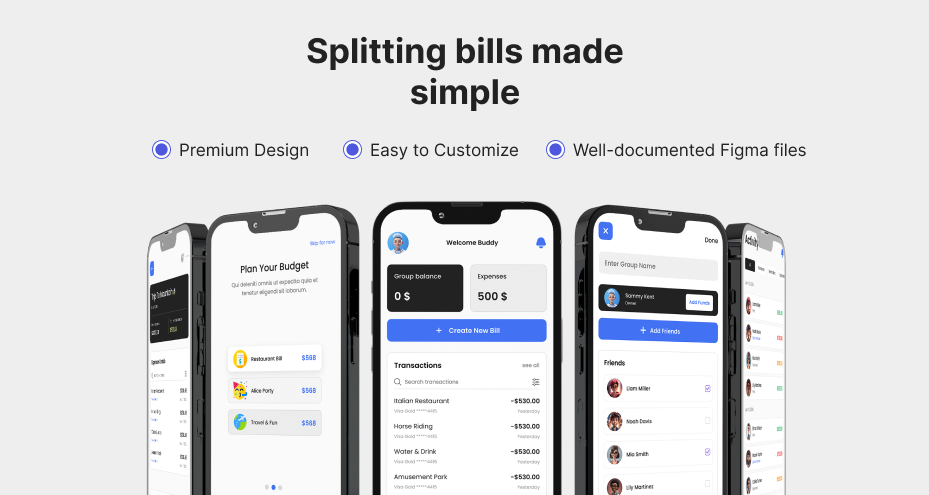 Splitting bills made
simple
Premium Design
Easy to Customize
Well-documented Figma files
Skip for now
Plan Your Budget
Qui deleniti omnis ut expedita quia et
tenetur eligendi sit laborum.
Restaurant Bill $568
Alice Party $568
Travel & Fun $568
Welcome Buddy
Group balance
0 $
Expenses
500 $
+ Create New Bill
Transactions see all
Search transactions
Italian Restaurant -$530.00
Visa Gold *****4465 Yesterday
Horse Riding -$530.00
Visa Gold *****4465 Yesterday
Water & Drink -$530.00
Visa Gold *****4465 Yesterday
Amusement Park -$530.00
Visa Gold *****4465 Yesterday
X
Done
Enter Group Name
Sammy Kent
Owner
Add Funds
+ Add Friends
Friends
Liam Miller
Noah Davis
Mia Smith
Lily Martinez
Activity